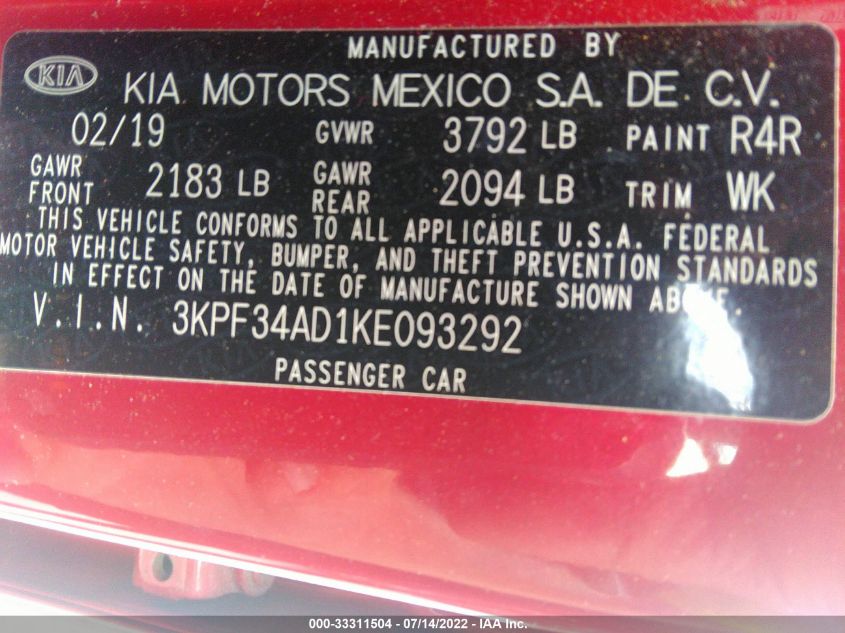 MANUFACTURED BY
KIA KIA MOTORS MEXICO S.A. DE C.V.
02/19 GVWR 3792 LB PAINT R4R
GAWR FRONT 2183 LB GAWR REAR 2094 LB TRIM WK
THIS VEHICLE CONFORMS TO ALL APPLICABLE U.S.A. FEDERAL
MOTOR VEHICLE SAFETY, BUMPER, AND THEFT PREVENTION STANDARDS
IN EFFECT ON THE DATE OF MANUFACTURE SHOWN ABOVE.
V.I.N. 3KPF34AD1KE093292
PASSENGER CAR
000-33311504 - 07/14/2022 - IAA Inc.